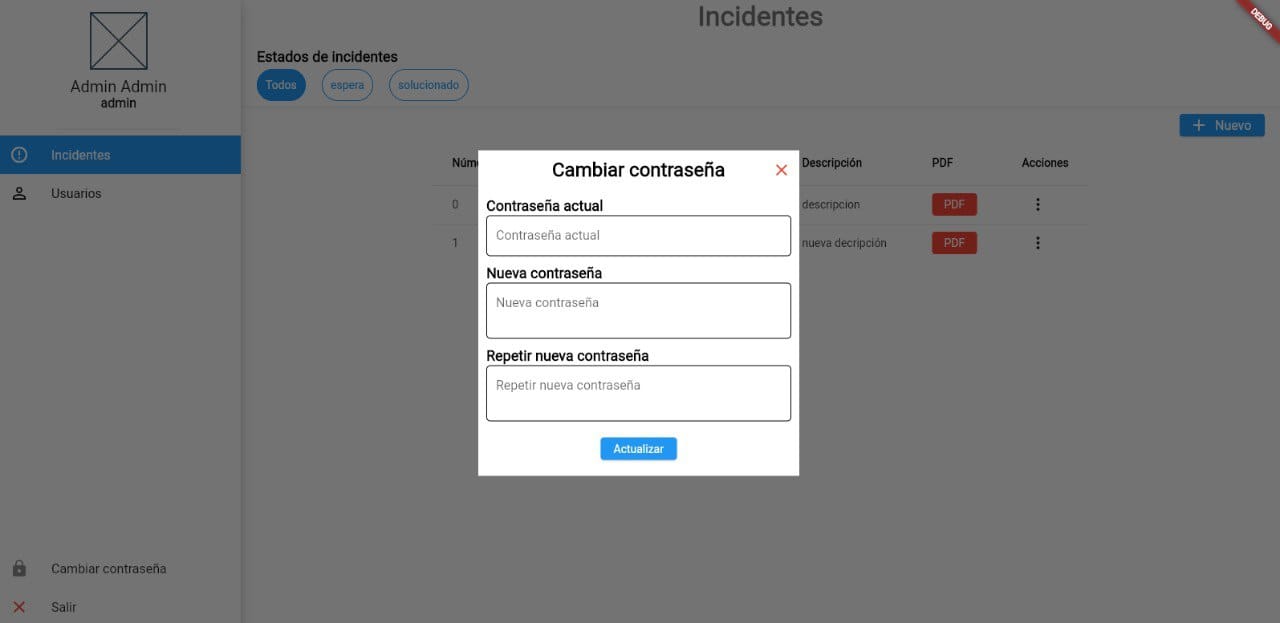 Incidentes
DEBUG
Admin Admin
admin
Incidentes
Usuarios
Cambiar contraseña
Salir
Estados de incidentes
Todos espera solucionado
+ Nuevo
Descripción PDF Acciones
0 descripcion PDF
1 nueva decripción PDF
Cambiar contraseña
Contraseña actual
Contraseña actual
Nueva contraseña
Nueva contraseña
Repetir nueva contraseña
Repetir nueva contraseña
Actualizar